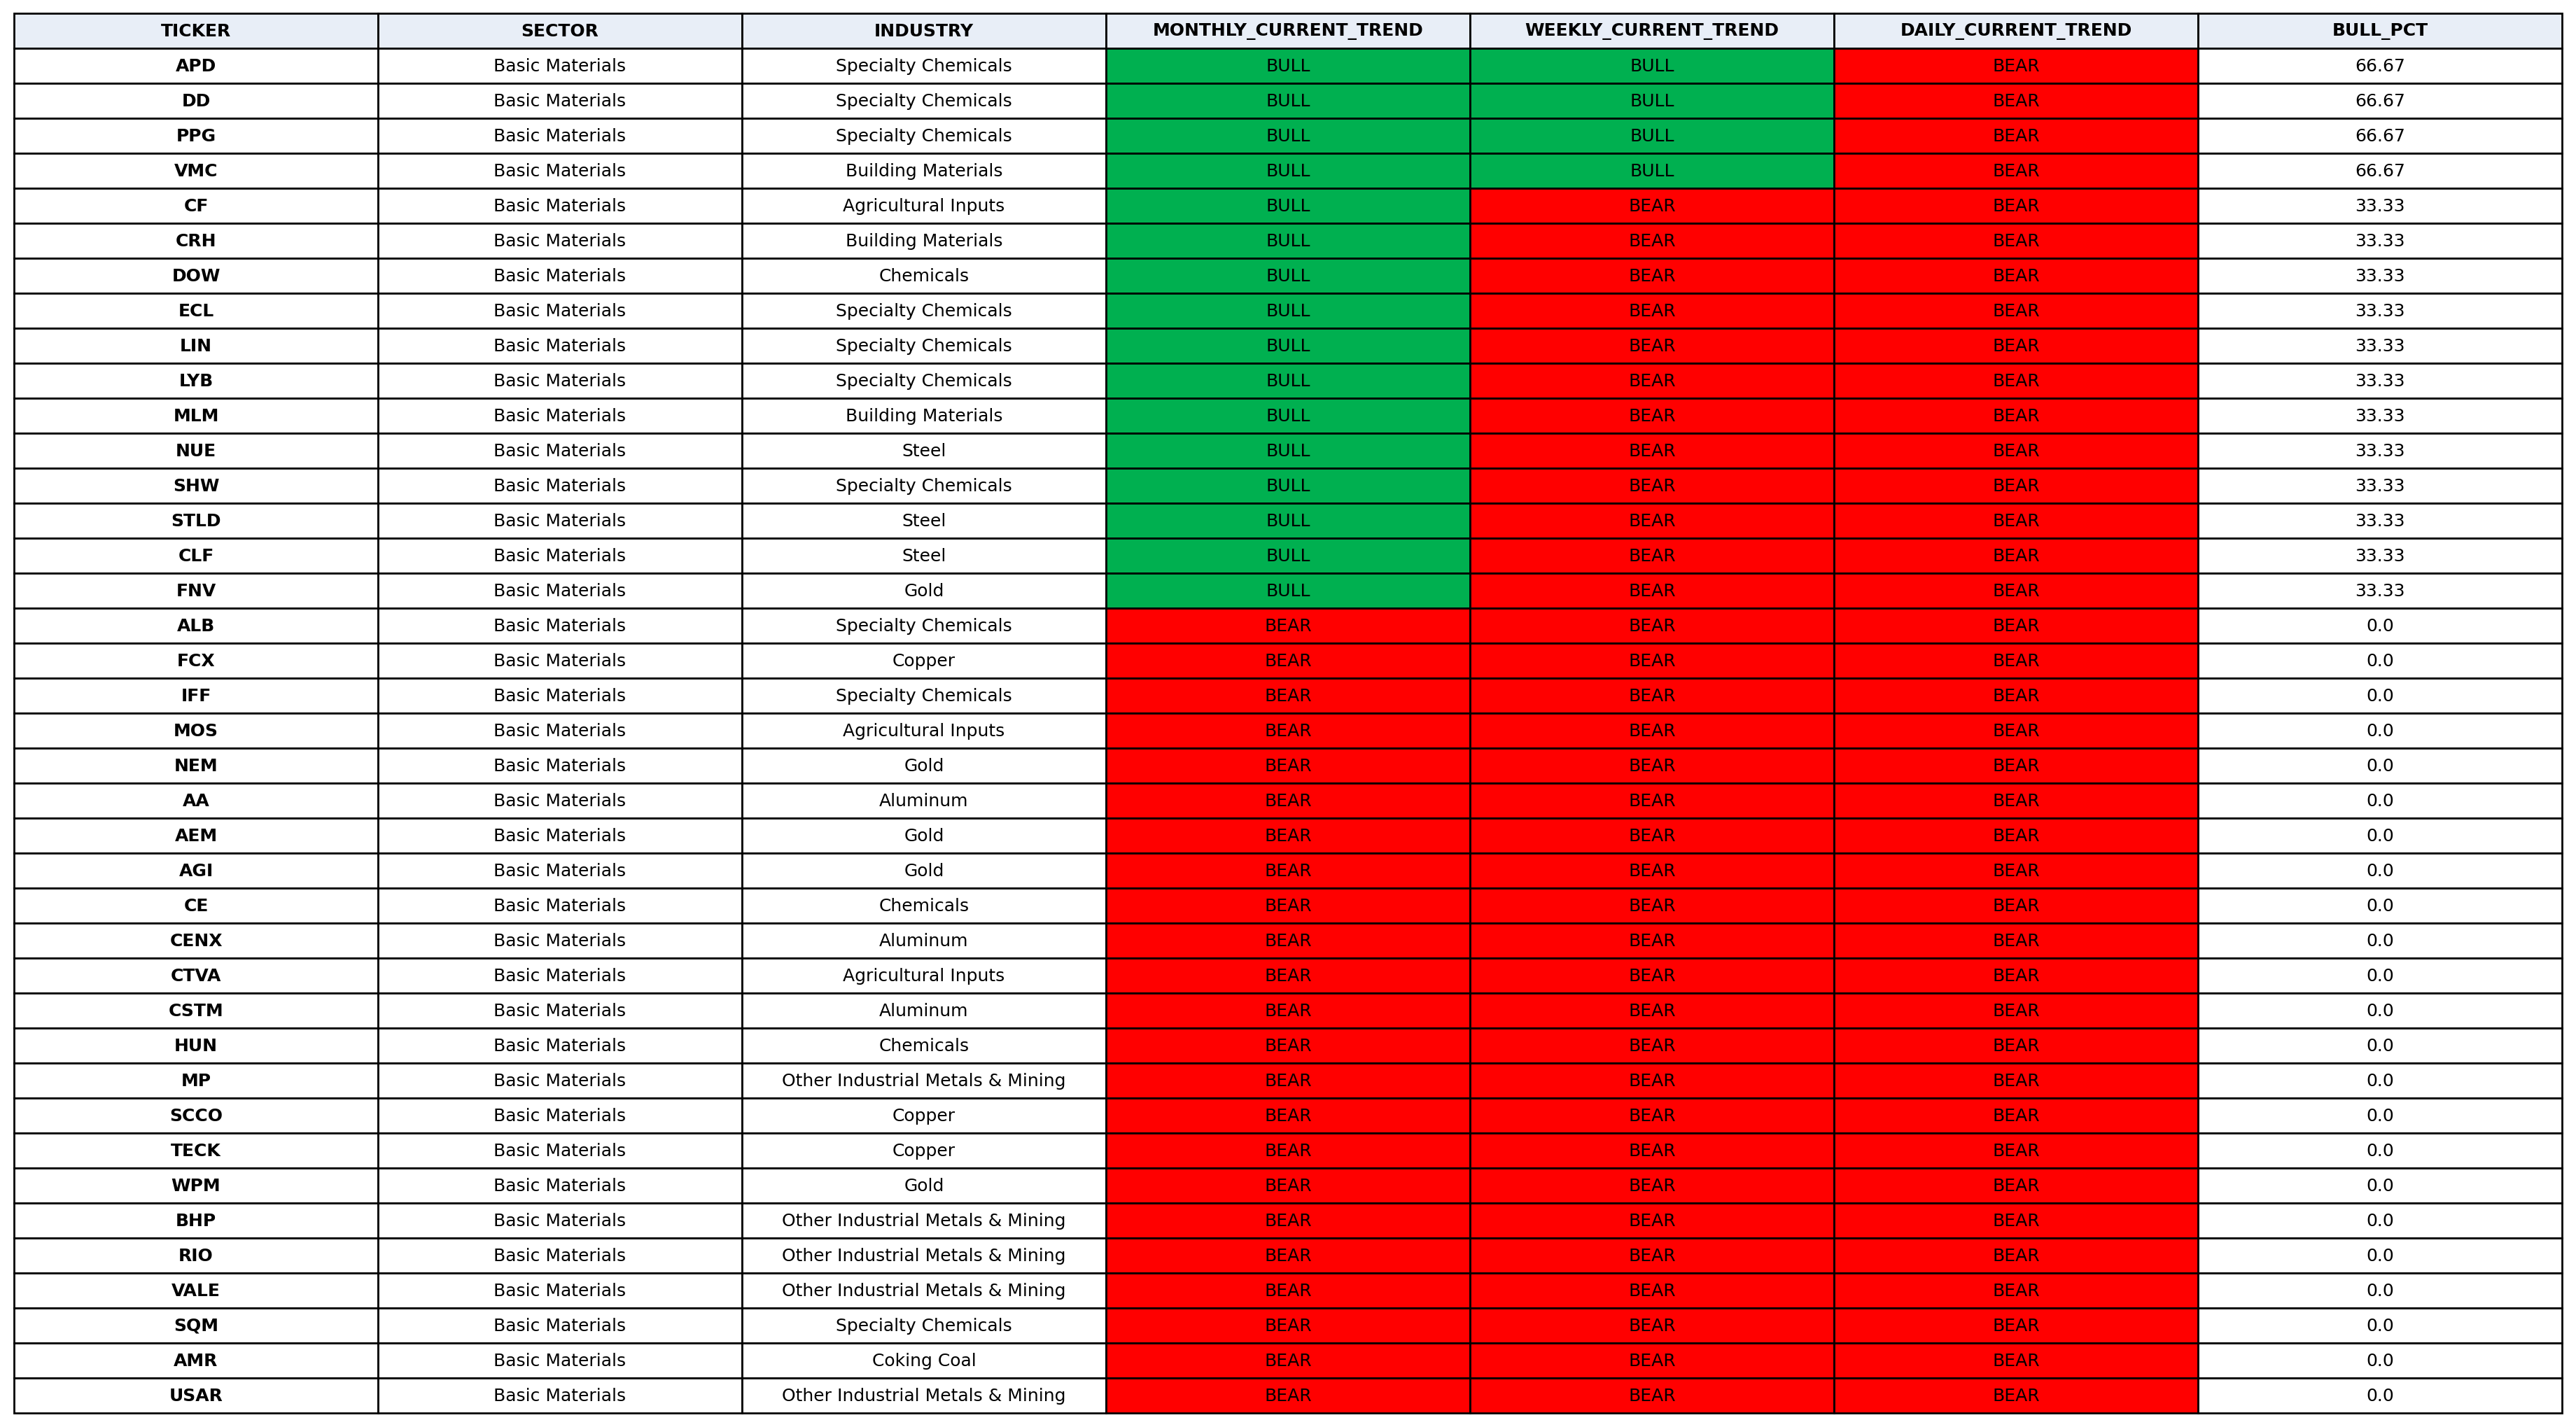 TICKER SECTOR INDUSTRY MONTHLY_CURRENT_TREND WEEKLY_CURRENT_TREND DAILY_CURRENT_TREND BULL_PCT
APD Basic Materials Specialty Chemicals BULL BULL BEAR 66.67
DD Basic Materials Specialty Chemicals BULL BULL BEAR 66.67
PPG Basic Materials Specialty Chemicals BULL BULL BEAR 66.67
VMC Basic Materials Building Materials BULL BULL BEAR 66.67
CF Basic Materials Agricultural Inputs BULL BEAR BEAR 33.33
CRH Basic Materials Building Materials BULL BEAR BEAR 33.33
DOW Basic Materials Chemicals BULL BEAR BEAR 33.33
ECL Basic Materials Specialty Chemicals BULL BEAR BEAR 33.33
LIN Basic Materials Specialty Chemicals BULL BEAR BEAR 33.33
LYB Basic Materials Specialty Chemicals BULL BEAR BEAR 33.33
MLM Basic Materials Building Materials BULL BEAR BEAR 33.33
NUE Basic Materials Steel BULL BEAR BEAR 33.33
SHW Basic Materials Specialty Chemicals BULL BEAR BEAR 33.33
STLD Basic Materials Steel BULL BEAR BEAR 33.33
CLF Basic Materials Steel BULL BEAR BEAR 33.33
FNV Basic Materials Gold BULL BEAR BEAR 33.33
ALB Basic Materials Specialty Chemicals BEAR BEAR BEAR 0.0
FCX Basic Materials Copper BEAR BEAR BEAR 0.0
IFF Basic Materials Specialty Chemicals BEAR BEAR BEAR 0.0
MOS Basic Materials Agricultural Inputs BEAR BEAR BEAR 0.0
NEM Basic Materials Gold BEAR BEAR BEAR 0.0
AA Basic Materials Aluminum BEAR BEAR BEAR 0.0
AEM Basic Materials Gold BEAR BEAR BEAR 0.0
AGI Basic Materials Gold BEAR BEAR BEAR 0.0
CE Basic Materials Chemicals BEAR BEAR BEAR 0.0
CENX Basic Materials Aluminum BEAR BEAR BEAR 0.0
CTVA Basic Materials Agricultural Inputs BEAR BEAR BEAR 0.0
CSTM Basic Materials Aluminum BEAR BEAR BEAR 0.0
HUN Basic Materials Chemicals BEAR BEAR BEAR 0.0
MP Basic Materials Other Industrial Metals & Mining BEAR BEAR BEAR 0.0
SCCO Basic Materials Copper BEAR BEAR BEAR 0.0
TECK Basic Materials Copper BEAR BEAR BEAR 0.0
WPM Basic Materials Gold BEAR BEAR BEAR 0.0
BHP Basic Materials Other Industrial Metals & Mining BEAR BEAR BEAR 0.0
RIO Basic Materials Other Industrial Metals & Mining BEAR BEAR BEAR 0.0
VALE Basic Materials Other Industrial Metals & Mining BEAR BEAR BEAR 0.0
SQM Basic Materials Specialty Chemicals BEAR BEAR BEAR 0.0
AMR Basic Materials Coking Coal BEAR BEAR BEAR 0.0
USAR Basic Materials Other Industrial Metals & Mining BEAR BEAR BEAR 0.0